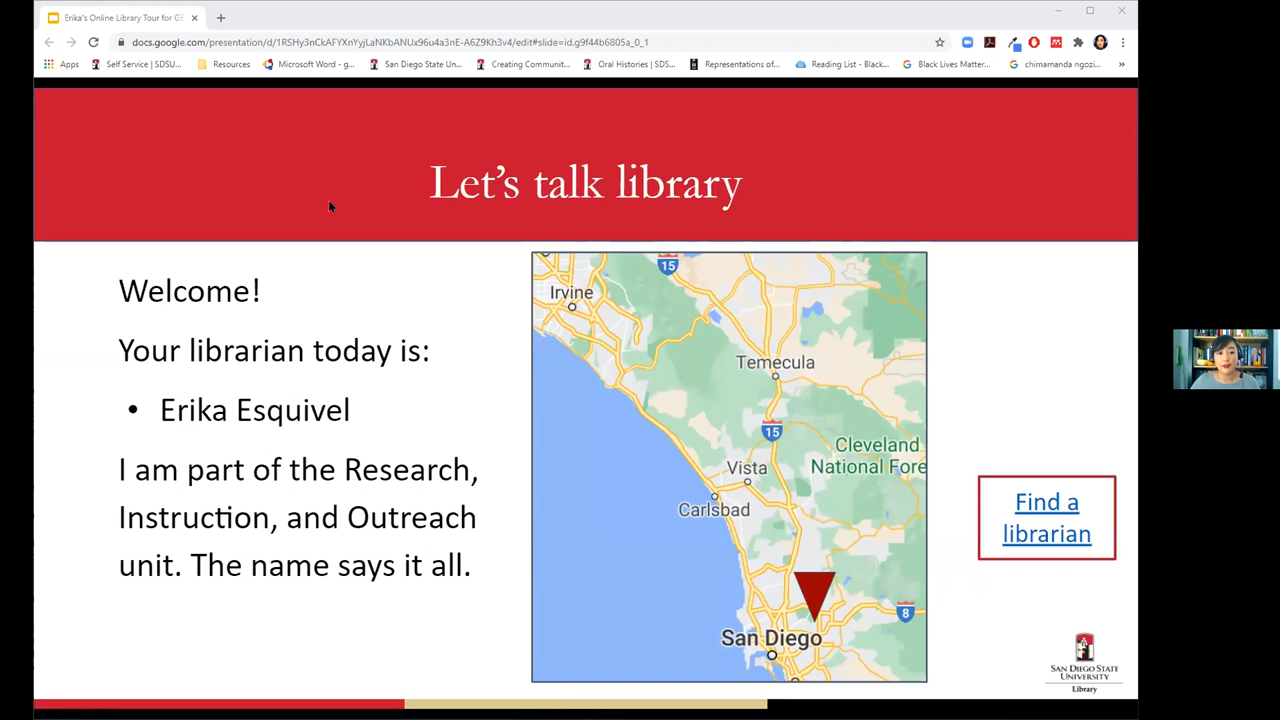 Erika's Online Library Tour for GE
docs.google.com/presentation/d/1RSHy3nCkAFYXnYvjLaNKbANUx96u4a3nE-A6Z9Kh3v4/edit#slide=id.g9f44b6805a_0_1
Apps
Self Service | SDSU...
Resources
Microsoft Word - g...
San Diego State Un...
Creating Communit...
Oral Histories | SDS...
Representations of...
Reading List - Black...
Black Lives Matter...
chimamanda ngozi...
»
Let's talk library
Welcome!
Your librarian today is:
• Erika Esquivel
I am part of the Research,
Instruction, and Outreach
unit. The name says it all.
15
Irvine
Temecula
15
Cleveland
National Fore
Vista
Carlsbad
8
San Diego
Find a
librarian
SAN DIEGO STATE
UNIVERSITY
Library